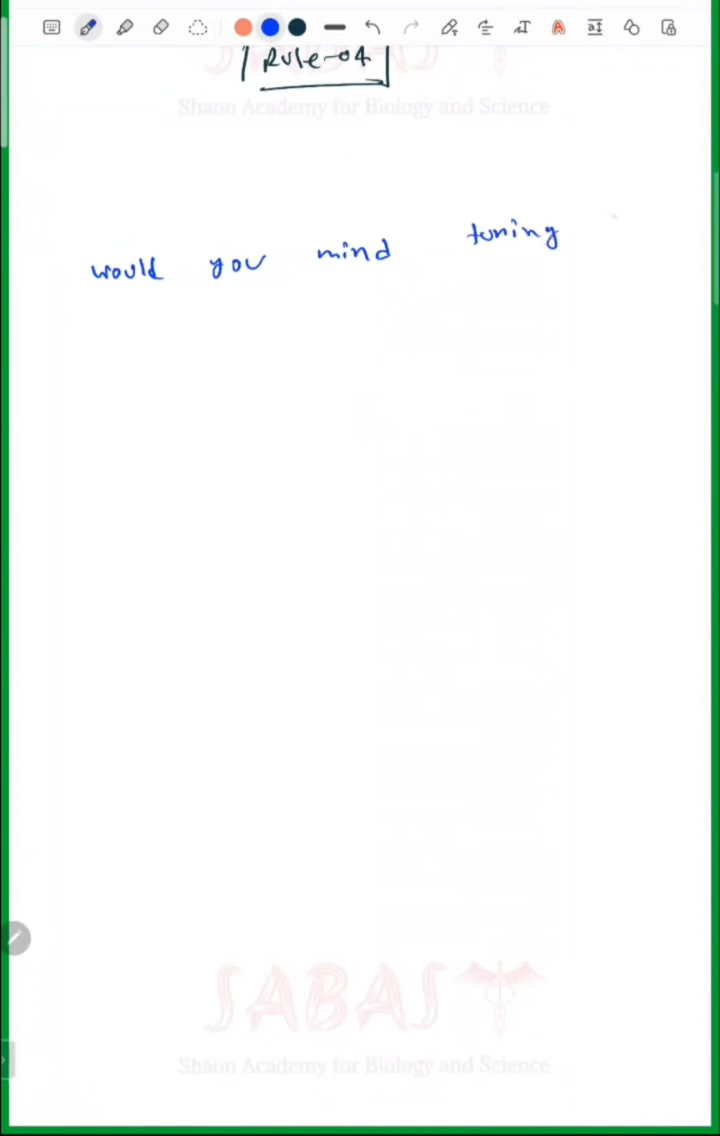 Rule-04
Shaon Academy for Biology and Science
would you mind tuning
SABAS
Shaon Academy for Biology and Science